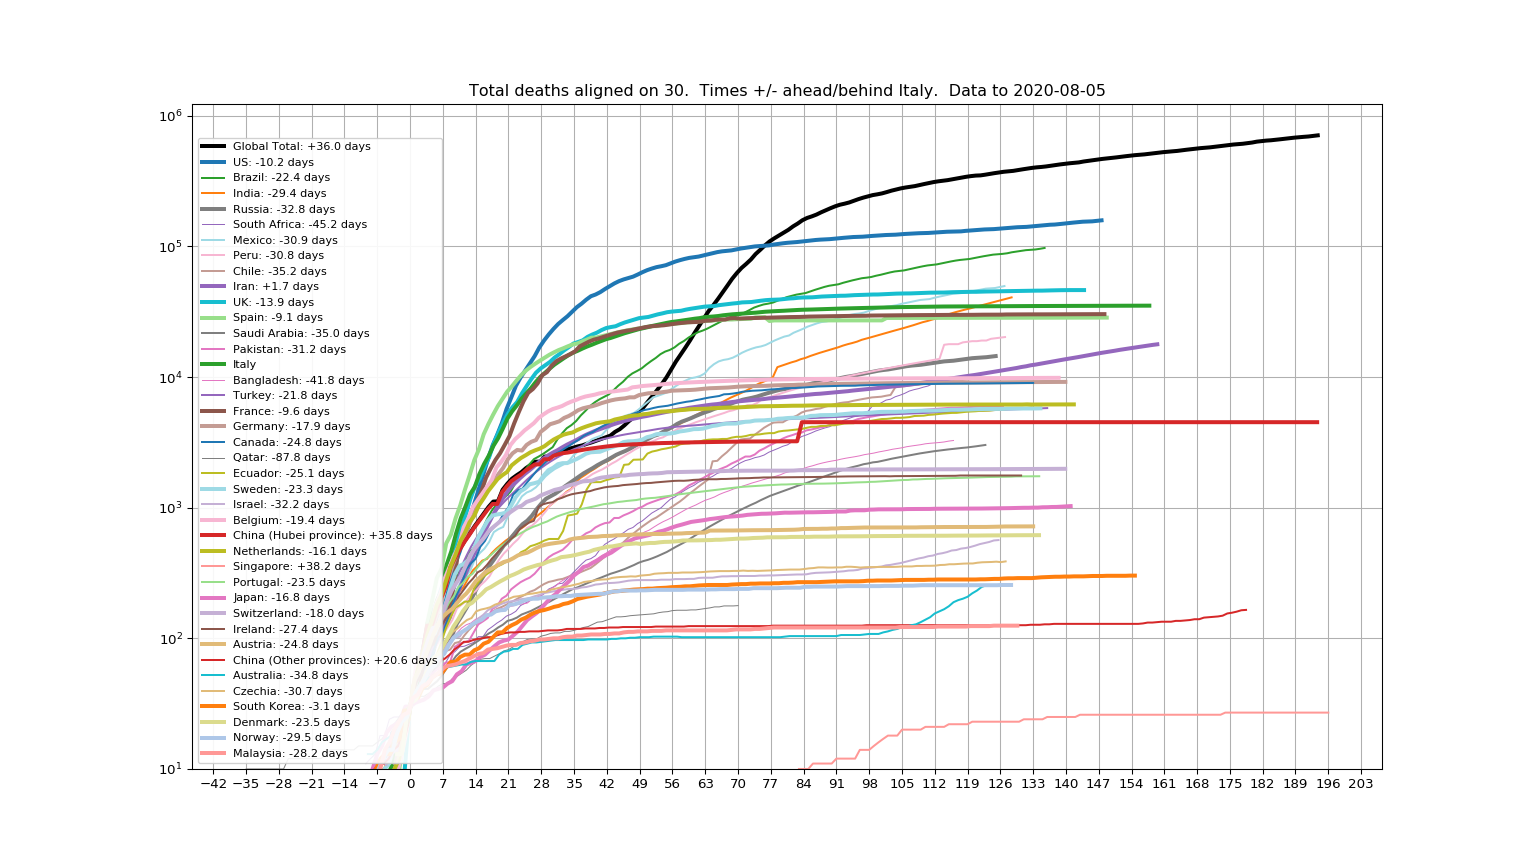 Total deaths aligned on 30.  Times +/- ahead/behind Italy.  Data to 2020-08-05
10^6
10^5
10^4
10^3
10^2
10^1
Global Total: +36.0 days
US: -10.2 days
Brazil: -22.4 days
India: -29.4 days
Russia: -32.8 days
South Africa: -45.2 days
Mexico: -30.9 days
Peru: -30.8 days
Chile: -35.2 days
Iran: +1.7 days
UK: -13.9 days
Spain: -9.1 days
Saudi Arabia: -35.0 days
Pakistan: -31.2 days
Italy
Bangladesh: -41.8 days
Turkey: -21.8 days
France: -9.6 days
Germany: -17.9 days
Canada: -24.8 days
Qatar: -87.8 days
Ecuador: -25.1 days
Sweden: -23.3 days
Israel: -32.2 days
Belgium: -19.4 days
China (Hubei province): +35.8 days
Netherlands: -16.1 days
Singapore: +38.2 days
Portugal: -23.5 days
Japan: -16.8 days
Switzerland: -18.0 days
Ireland: -27.4 days
Austria: -24.8 days
China (Other provinces): +20.6 days
Australia: -34.8 days
Czechia: -30.7 days
South Korea: -3.1 days
Denmark: -23.5 days
Norway: -29.5 days
Malaysia: -28.2 days
−42 −35 −28 −21 −14 −7 0 7 14 21 28 35 42 49 56 63 70 77 84 91 98 105 112 119 126 133 140 147 154 161 168 175 182 189 196 203